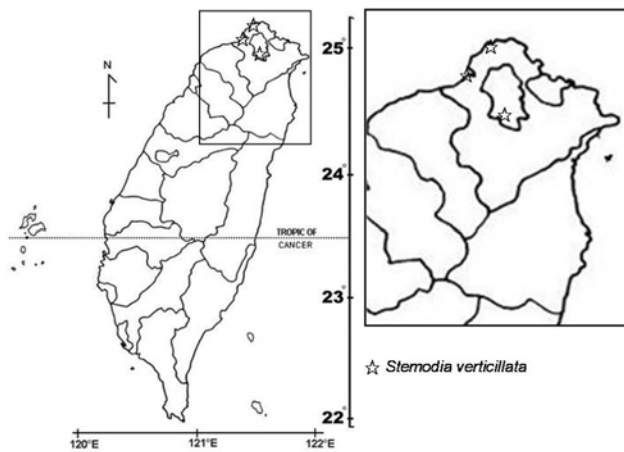 N
25°
24°
TROPIC OF
CANCER
23°
22°
120°E
121°E
122°E
☆ Stemodia verticillata